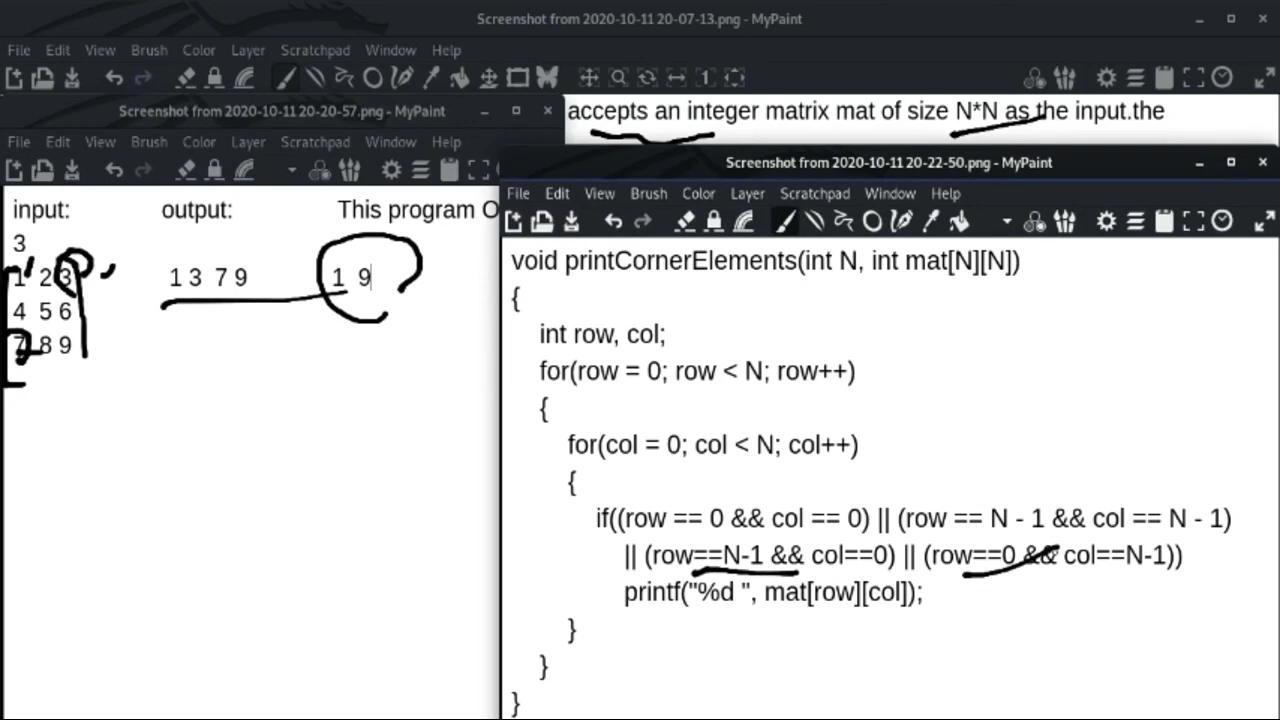 Screenshot from 2020-10-11 20-07-13.png - MyPaint
File Edit View Brush Color Layer Scratchpad Window Help
Screenshot from 2020-10-11 20-20-57.png - MyPaint
accepts an integer matrix mat of size N*N as the input.the
File Edit View Brush Color Layer Scratchpad Window Help
input: output: This program O
3
1 2 3 1 3 7 9 1 9
4 5 6
7 8 9
Screenshot from 2020-10-11 20-22-50.png - MyPaint
File Edit View Brush Color Layer Scratchpad Window Help
void printCornerElements(int N, int mat[N][N])
{
int row, col;
for(row = 0; row < N; row++)
{
for(col = 0; col < N; col++)
{
if((row == 0 && col == 0) || (row == N - 1 && col == N - 1)
|| (row==N-1 && col==0) || (row==0 && col==N-1))
printf("%d ", mat[row][col]);
}
}
}